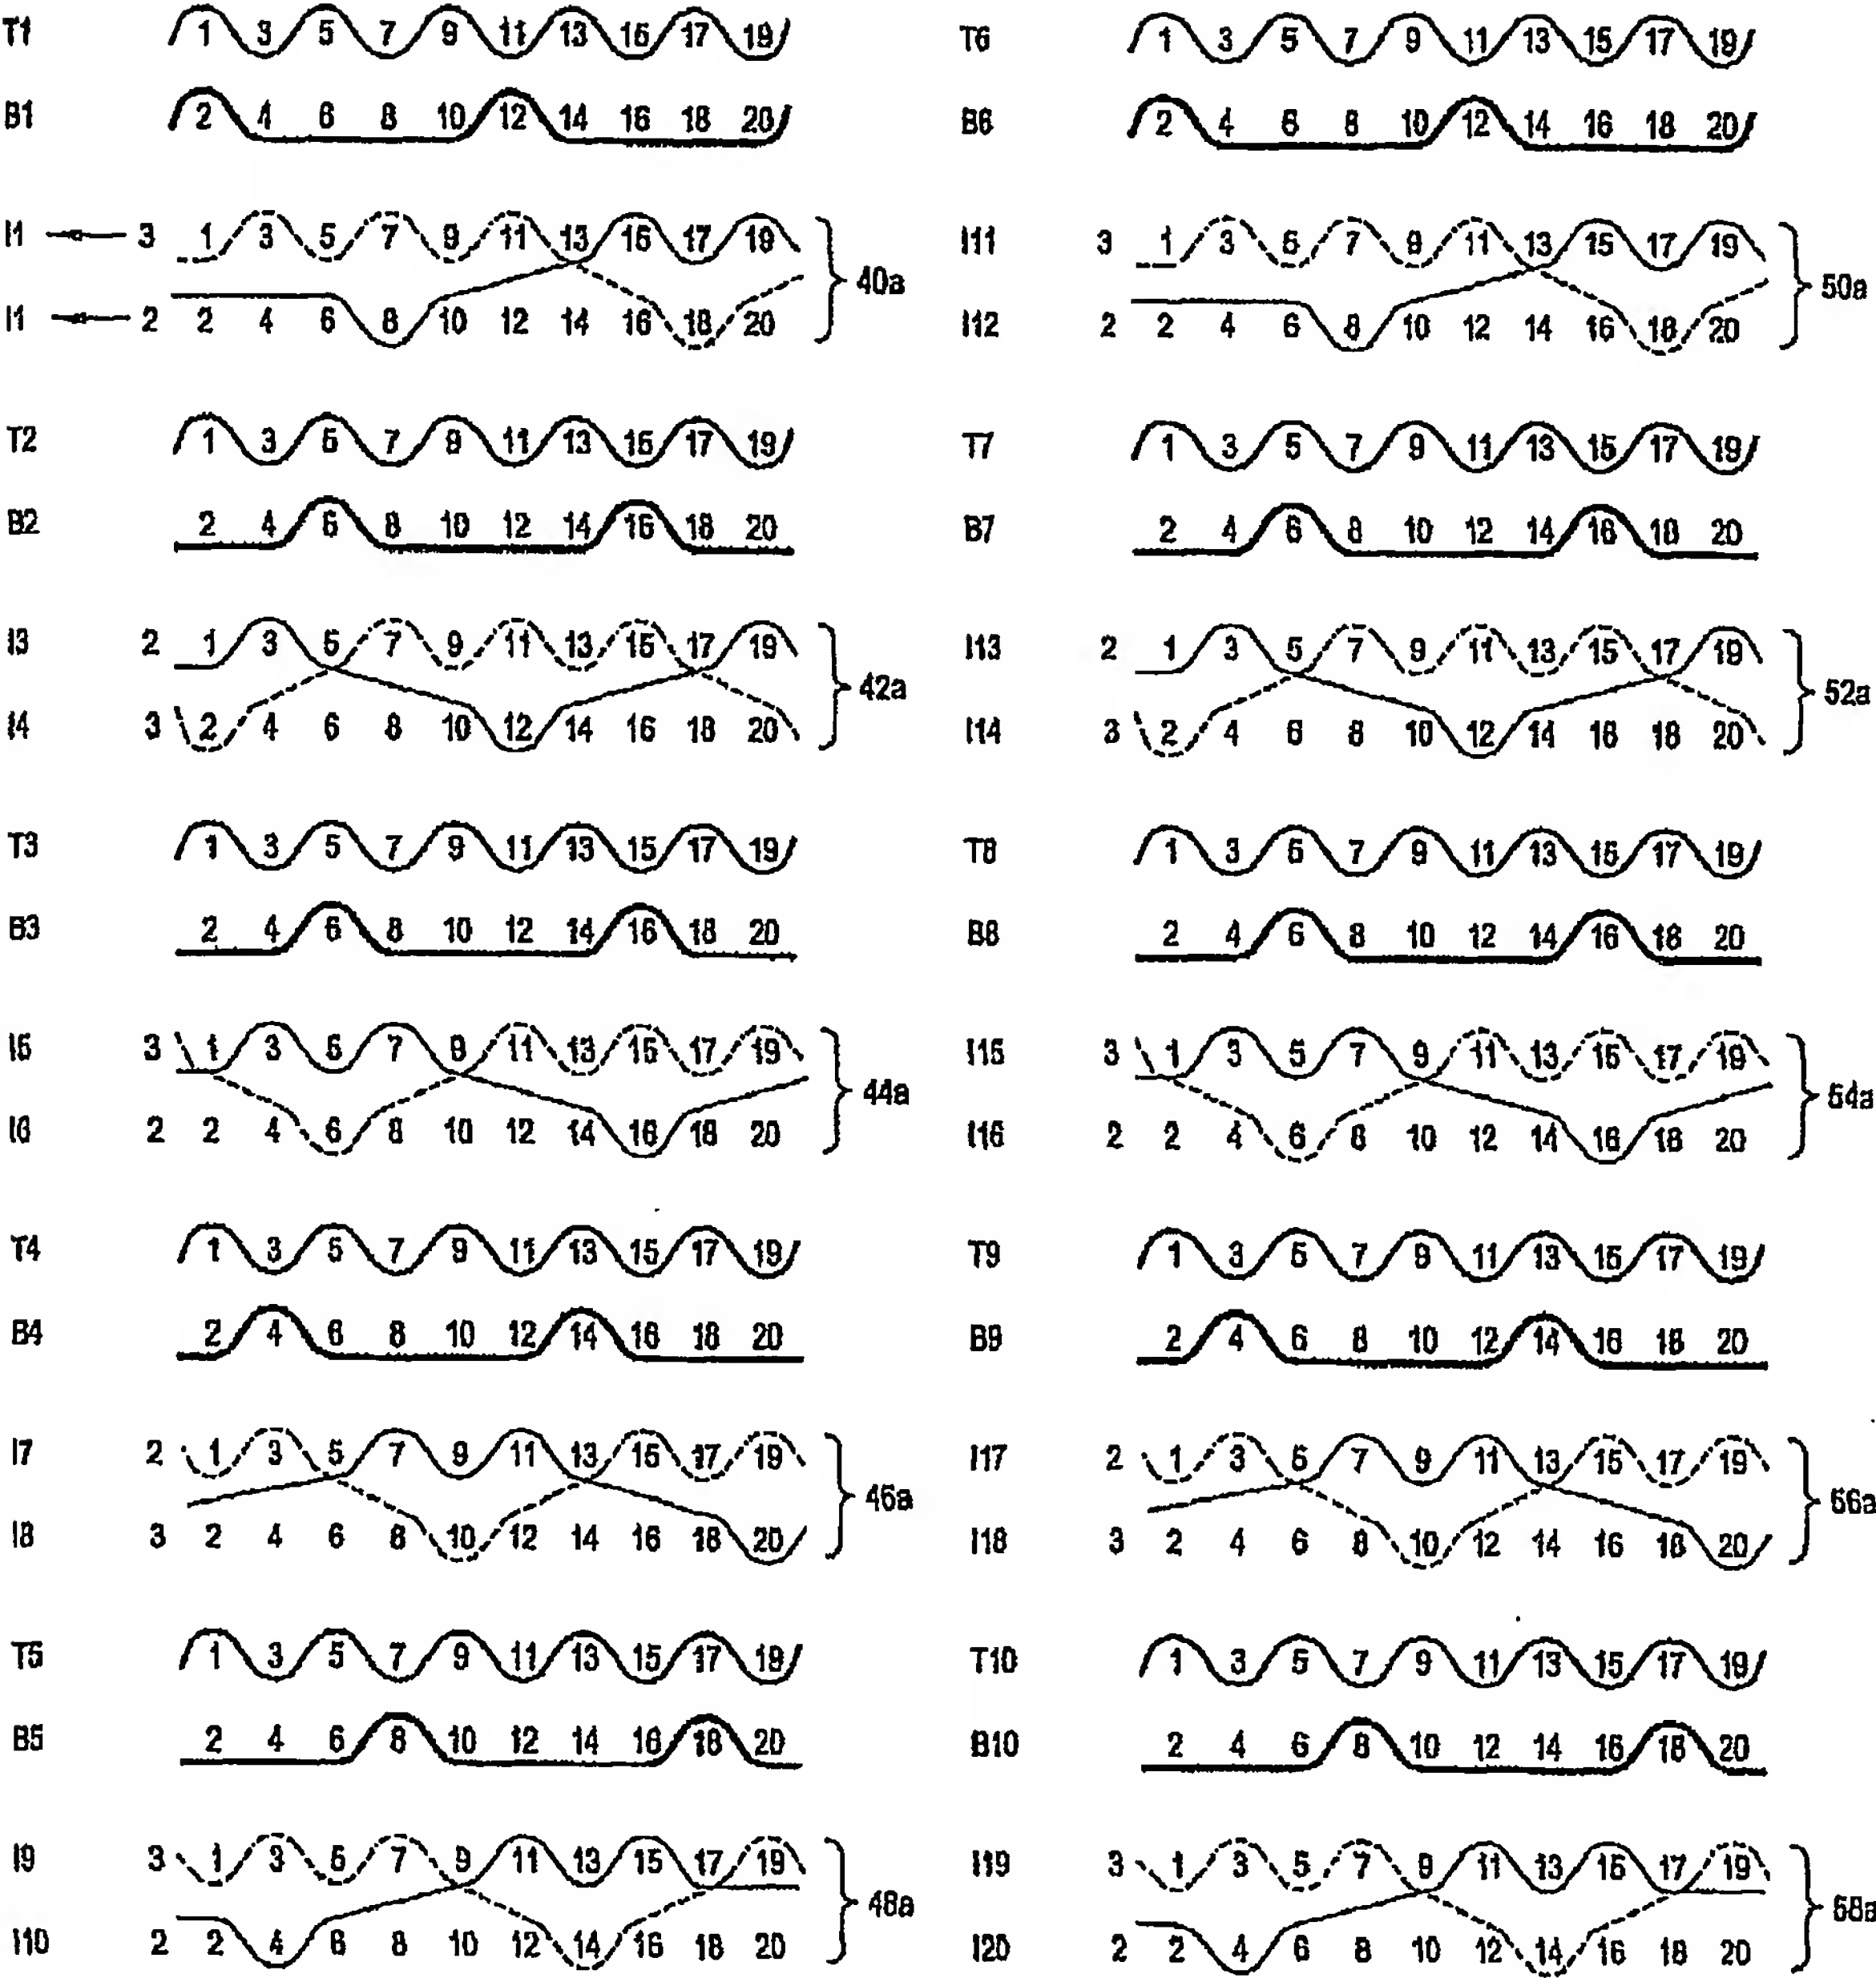 T1 1 3 5 7 9 11 13 15 17 19
B1 2 4 6 8 10 12 14 16 18 20
I1 3 1 3 5 7 9 11 13 15 17 19
40a
I1 2 2 4 6 8 10 12 14 16 18 20
T2 1 3 5 7 9 11 13 15 17 19
B2 2 4 6 8 10 12 14 16 18 20
I3 2 1 3 5 7 9 11 13 15 17 19
42a
I4 3 2 4 6 8 10 12 14 16 18 20
T3 1 3 5 7 9 11 13 15 17 19
B3 2 4 6 8 10 12 14 16 18 20
I5 3 1 3 5 7 9 11 13 15 17 19
44a
I6 2 2 4 6 8 10 12 14 16 18 20
T4 1 3 5 7 9 11 13 15 17 19
B4 2 4 6 8 10 12 14 16 18 20
I7 2 1 3 5 7 9 11 13 15 17 19
46a
I8 3 2 4 6 8 10 12 14 16 18 20
T5 1 3 5 7 9 11 13 15 17 19
B5 2 4 6 8 10 12 14 16 18 20
I9 3 1 3 5 7 9 11 13 15 17 19
48a
I10 2 2 4 6 8 10 12 14 16 18 20
T6 1 3 5 7 9 11 13 15 17 19
B6 2 4 6 8 10 12 14 16 18 20
I11 3 1 3 5 7 9 11 13 15 17 19
50a
I12 2 2 4 6 8 10 12 14 16 18 20
T7 1 3 5 7 9 11 13 15 17 19
B7 2 4 6 8 10 12 14 16 18 20
I13 2 1 3 5 7 9 11 13 15 17 19
52a
I14 3 2 4 6 8 10 12 14 16 18 20
T8 1 3 5 7 9 11 13 15 17 19
B8 2 4 6 8 10 12 14 16 18 20
I15 3 1 3 5 7 9 11 13 15 17 19
54a
I16 2 2 4 6 8 10 12 14 16 18 20
T9 1 3 5 7 9 11 13 15 17 19
B9 2 4 6 8 10 12 14 16 18 20
I17 2 1 3 5 7 9 11 13 15 17 19
56a
I18 3 2 4 6 8 10 12 14 16 18 20
T10 1 3 5 7 9 11 13 15 17 19
B10 2 4 6 8 10 12 14 16 18 20
I19 3 1 3 5 7 9 11 13 15 17 19
58a
I20 2 2 4 6 8 10 12 14 16 18 20